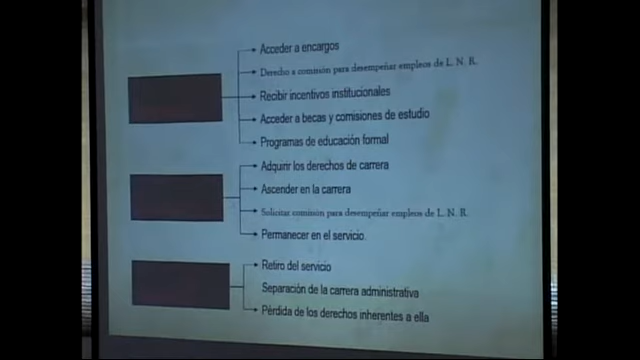 Acceder a encargos
Derecho a comisión para desempeñar empleos de L. N. R.
Recibir incentivos institucionales
Acceder a becas y comisiones de estudio
Programas de educación formal
Adquirir los derechos de carrera
Ascender en la carrera
Solicitar comisión para desempeñar empleos de L. N. R.
Permanecer en el servicio.
Retiro del servicio
Separación de la carrera administrativa
Pérdida de los derechos inherentes a ella